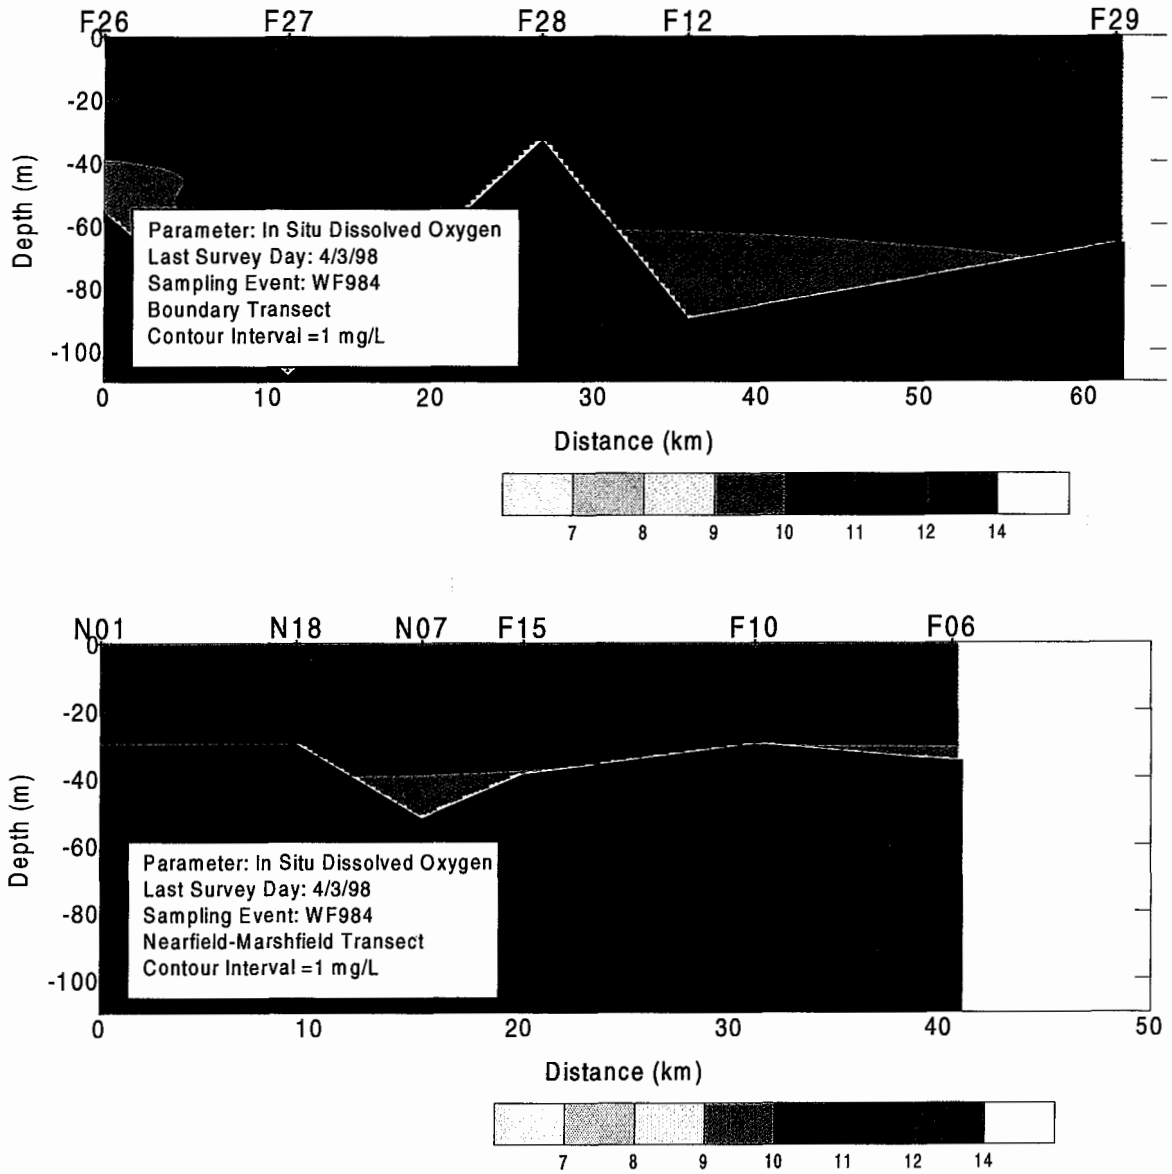 F26 F27 F28 F12 F29
0
-20
-40
-60
-80
-100
Depth (m)
Parameter: In Situ Dissolved Oxygen
Last Survey Day: 4/3/98
Sampling Event: WF984
Boundary Transect
Contour Interval =1 mg/L
0 10 20 30 40 50 60
Distance (km)
7 8 9 10 11 12 14
N01 N18 N07 F15 F10 F06
0
-20
-40
-60
-80
-100
Depth (m)
Parameter: In Situ Dissolved Oxygen
Last Survey Day: 4/3/98
Sampling Event: WF984
Nearfield-Marshfield Transect
Contour Interval =1 mg/L
0 10 20 30 40 50
Distance (km)
7 8 9 10 11 12 14